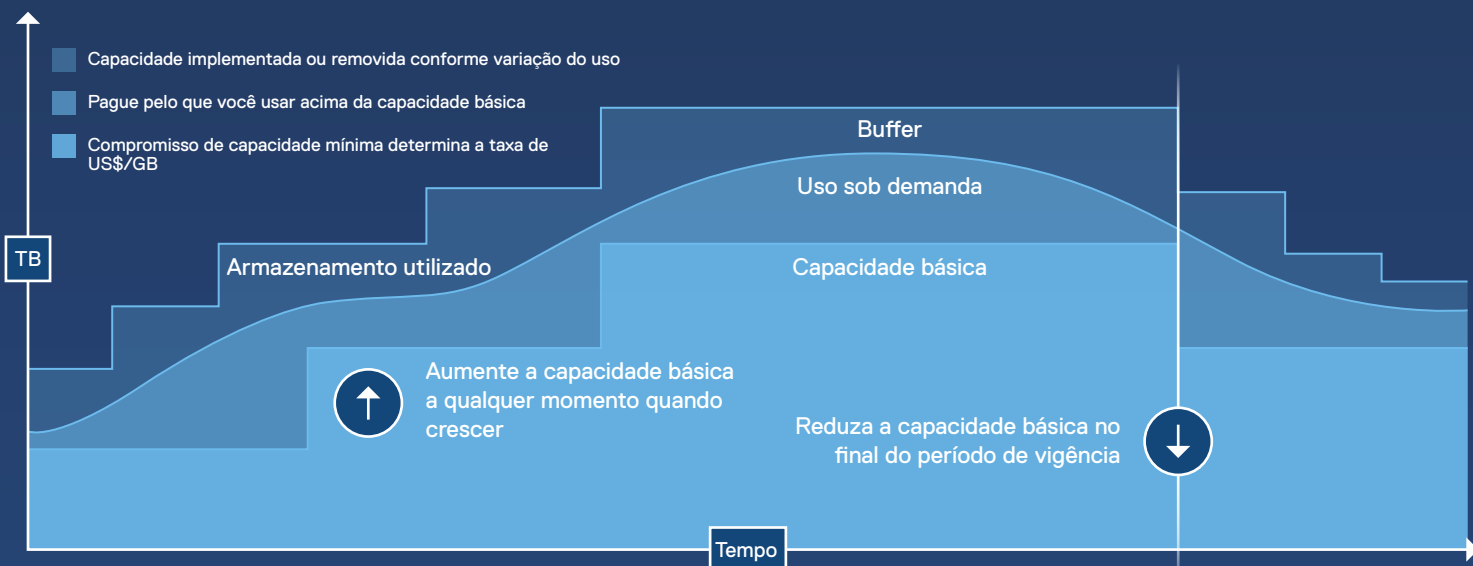 Capacidade implementada ou removida conforme variação do uso
Pague pelo que você usar acima da capacidade básica
Compromisso de capacidade mínima determina a taxa de
US$/GB
Buffer
Uso sob demanda
TB
Armazenamento utilizado
Capacidade básica
Aumente a capacidade básica
a qualquer momento quando
crescer
Reduza a capacidade básica no
final do período de vigência
Tempo